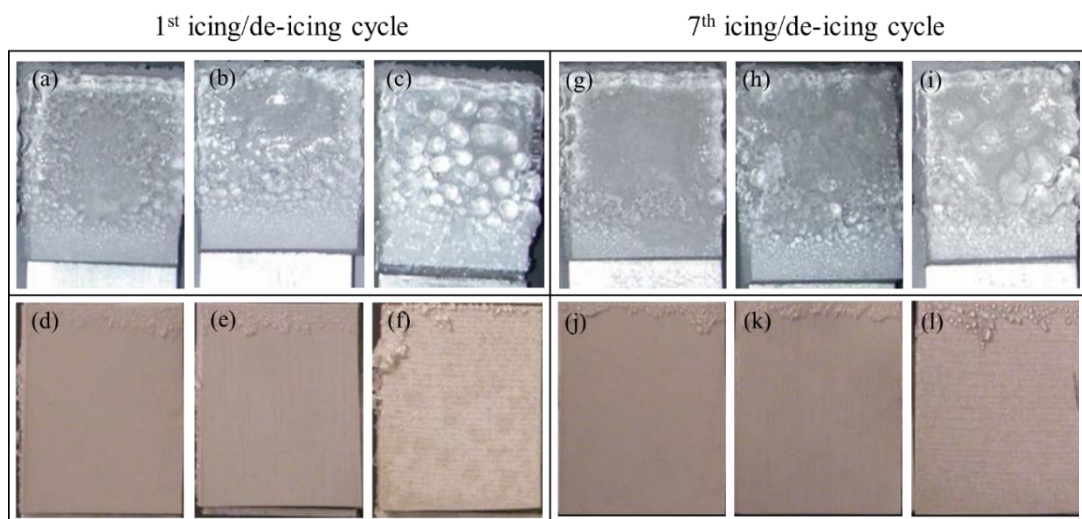 1st icing/de-icing cycle
7th icing/de-icing cycle
(a)
(b)
(c)
(g)
(h)
(i)
(d)
(e)
(f)
(j)
(k)
(l)